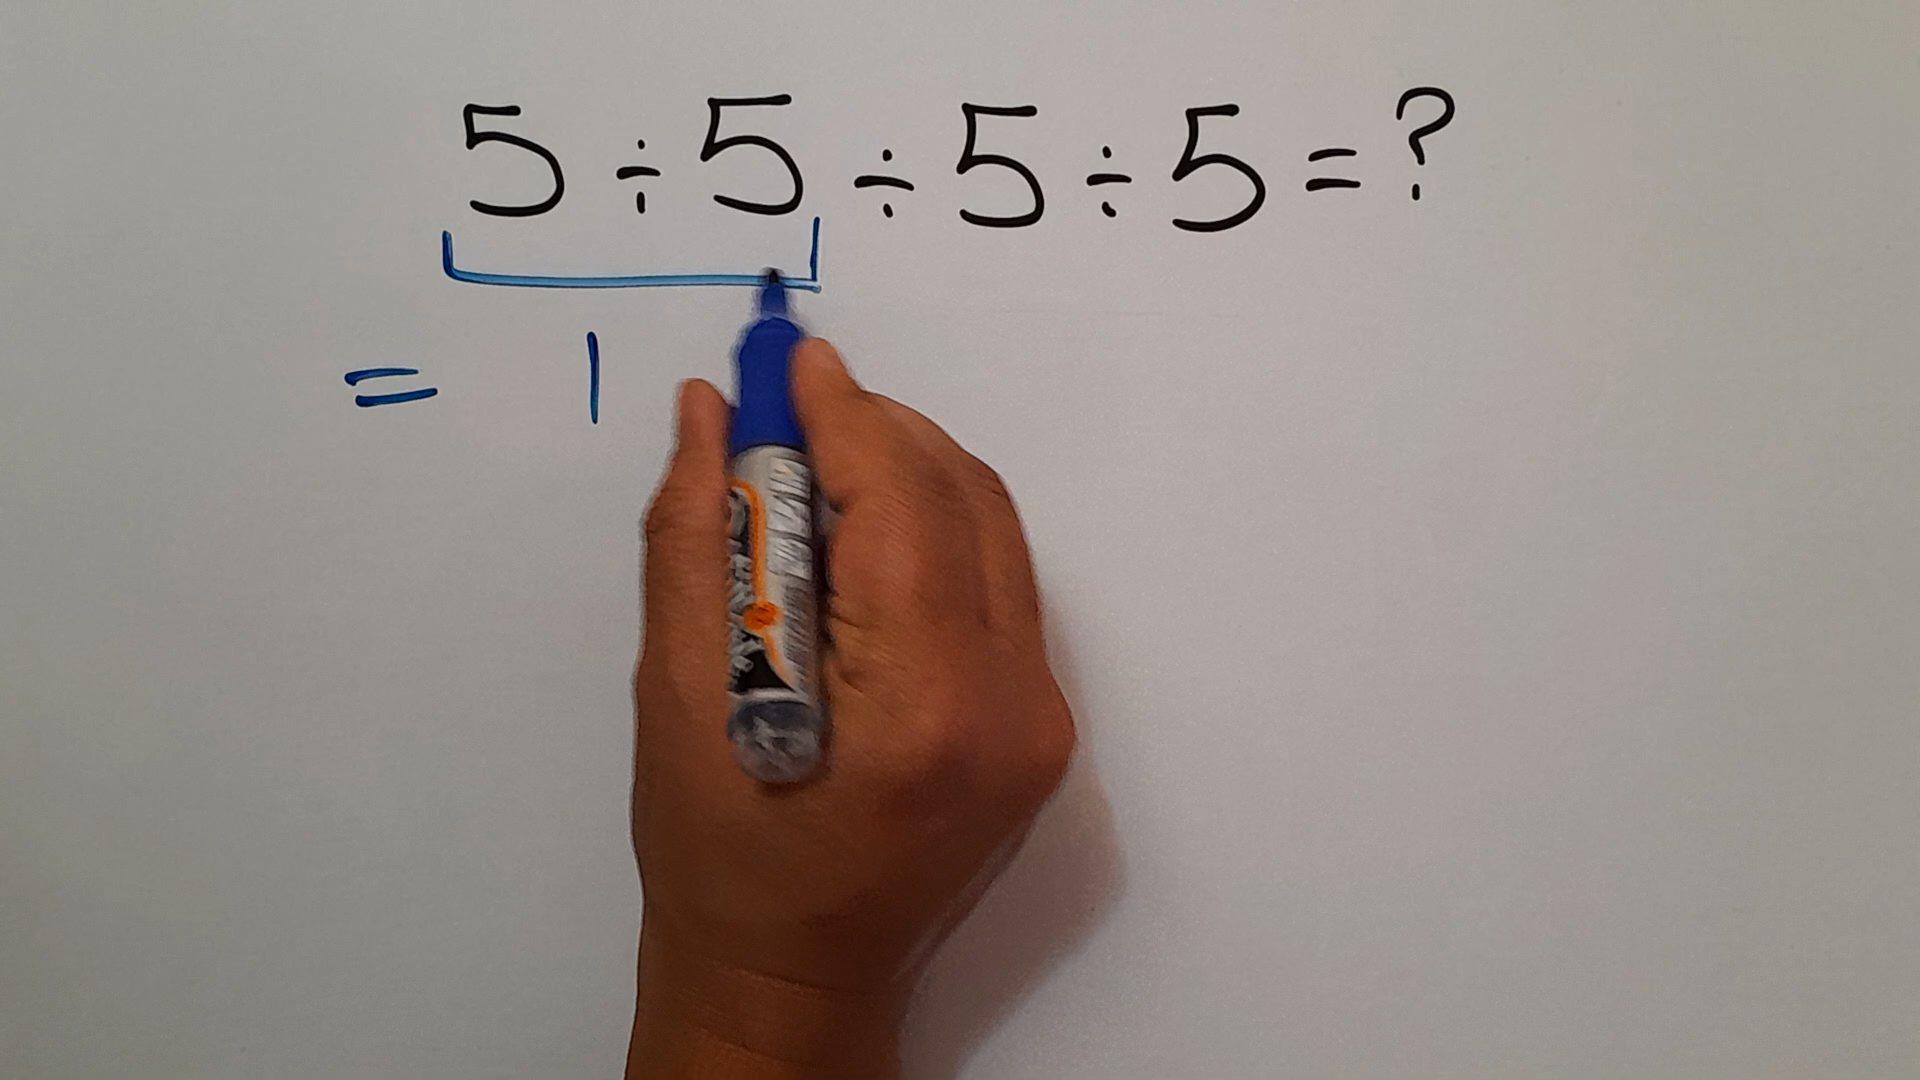 5 ÷ 5 ÷ 5 ÷ 5 = ?
= 1